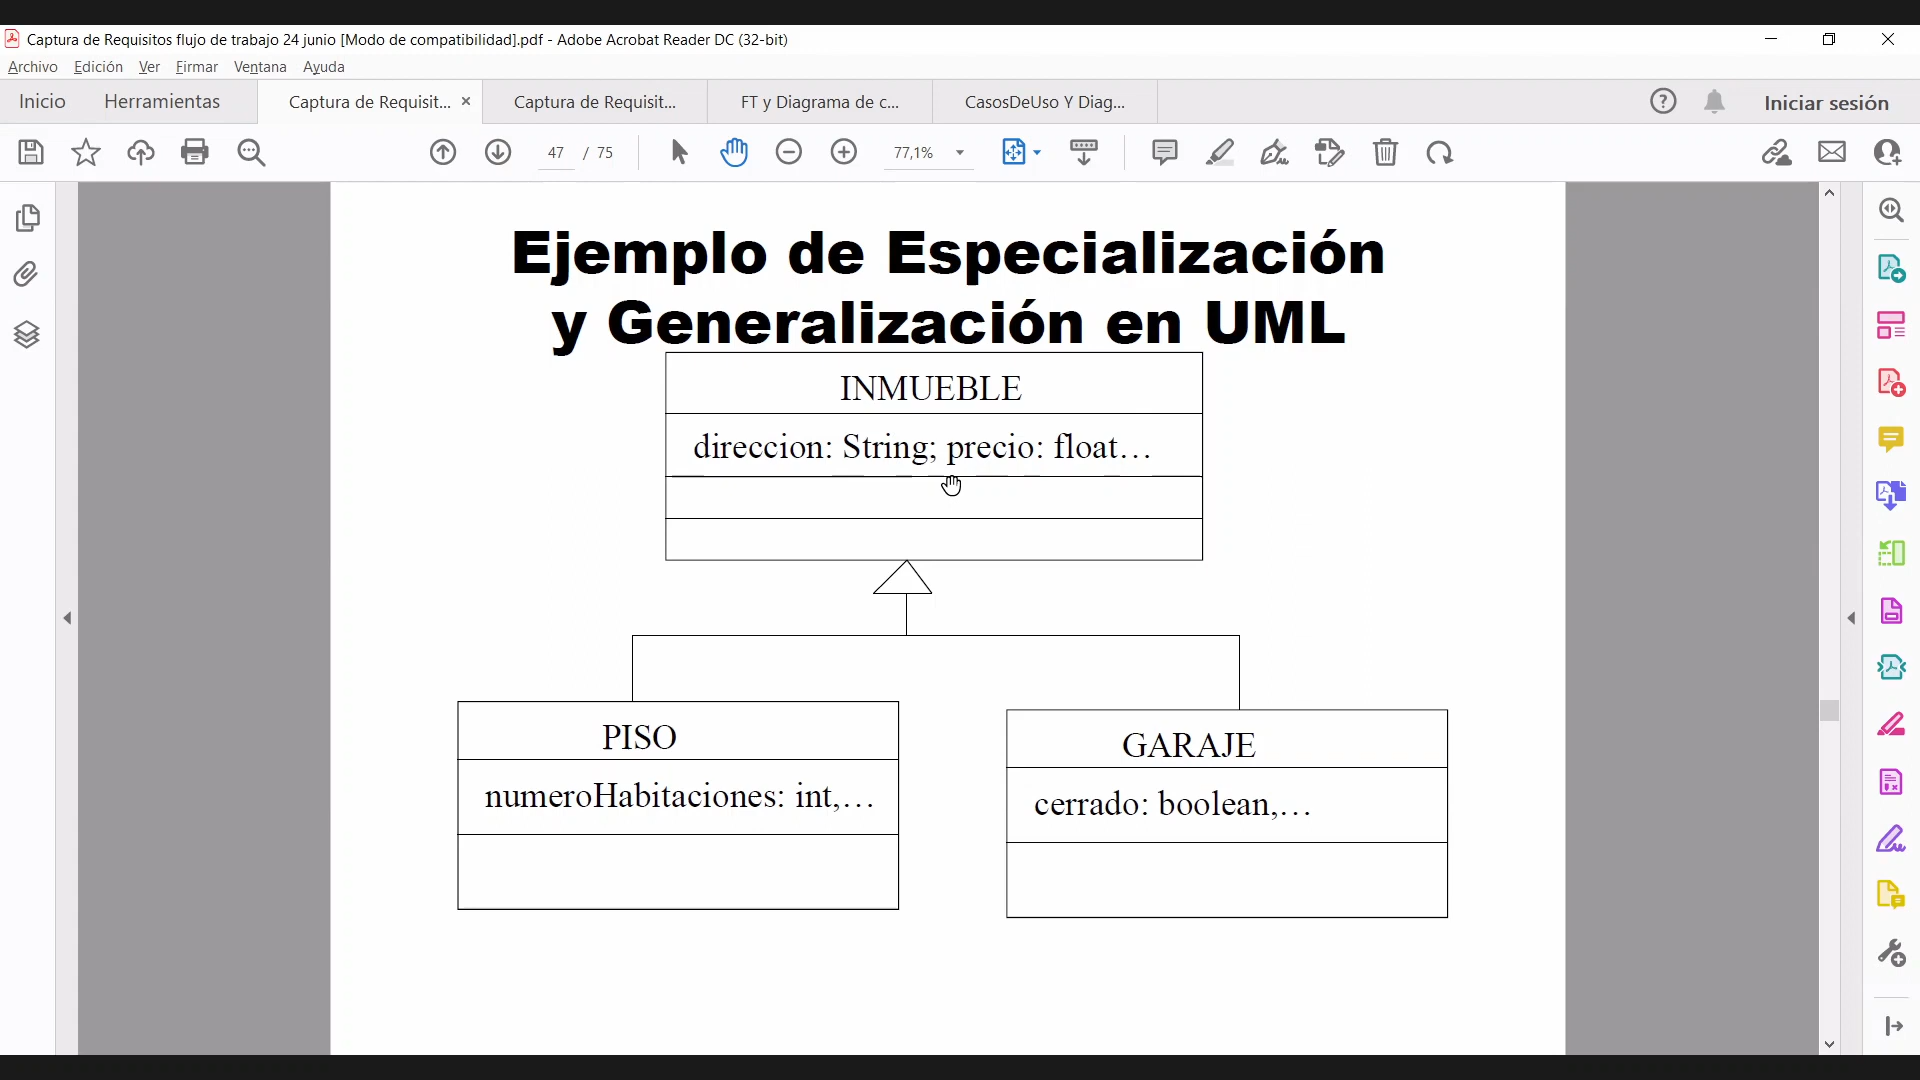 Captura de Requisitos flujo de trabajo 24 junio [Modo de compatibilidad].pdf - Adobe Acrobat Reader DC (32-bit)
Archivo Edición Ver Firmar Ventana Ayuda
Inicio Herramientas Captura de Requisit... × Captura de Requisit... FT y Diagrama de c... CasosDeUso Y Diag... Iniciar sesión
47 / 75 77,1%
Ejemplo de Especialización
y Generalización en UML
INMUEBLE
direccion: String; precio: float…
PISO
numeroHabitaciones: int,…
GARAJE
cerrado: boolean,…